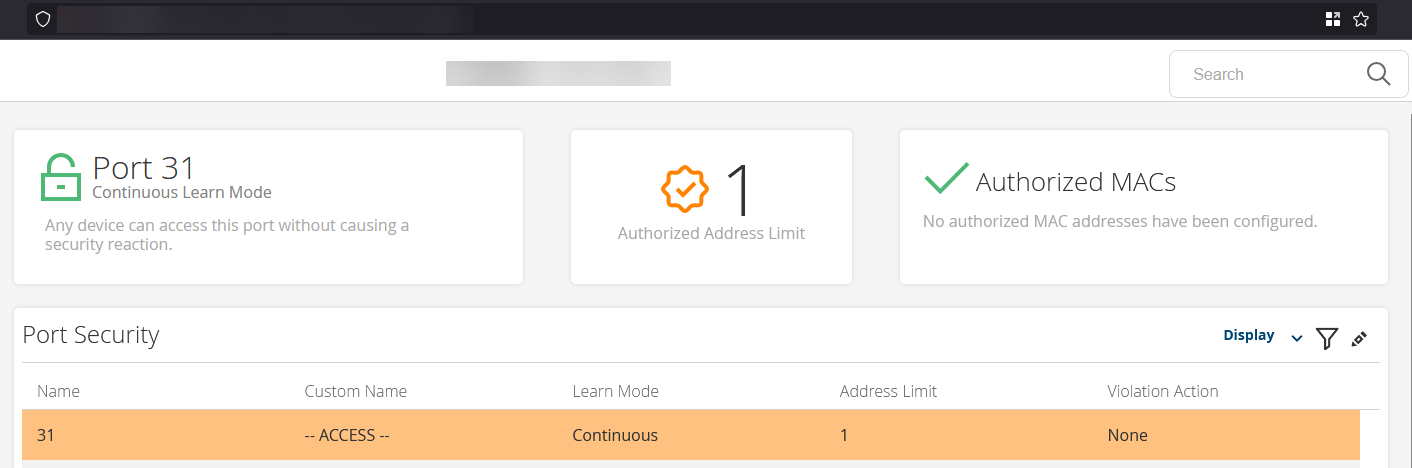 Search
Port 31
Continuous Learn Mode
Any device can access this port without causing a
security reaction.
1
Authorized Address Limit
Authorized MACs
No authorized MAC addresses have been configured.
Port Security
Display
Name Custom Name Learn Mode Address Limit Violation Action
31 -- ACCESS -- Continuous 1 None